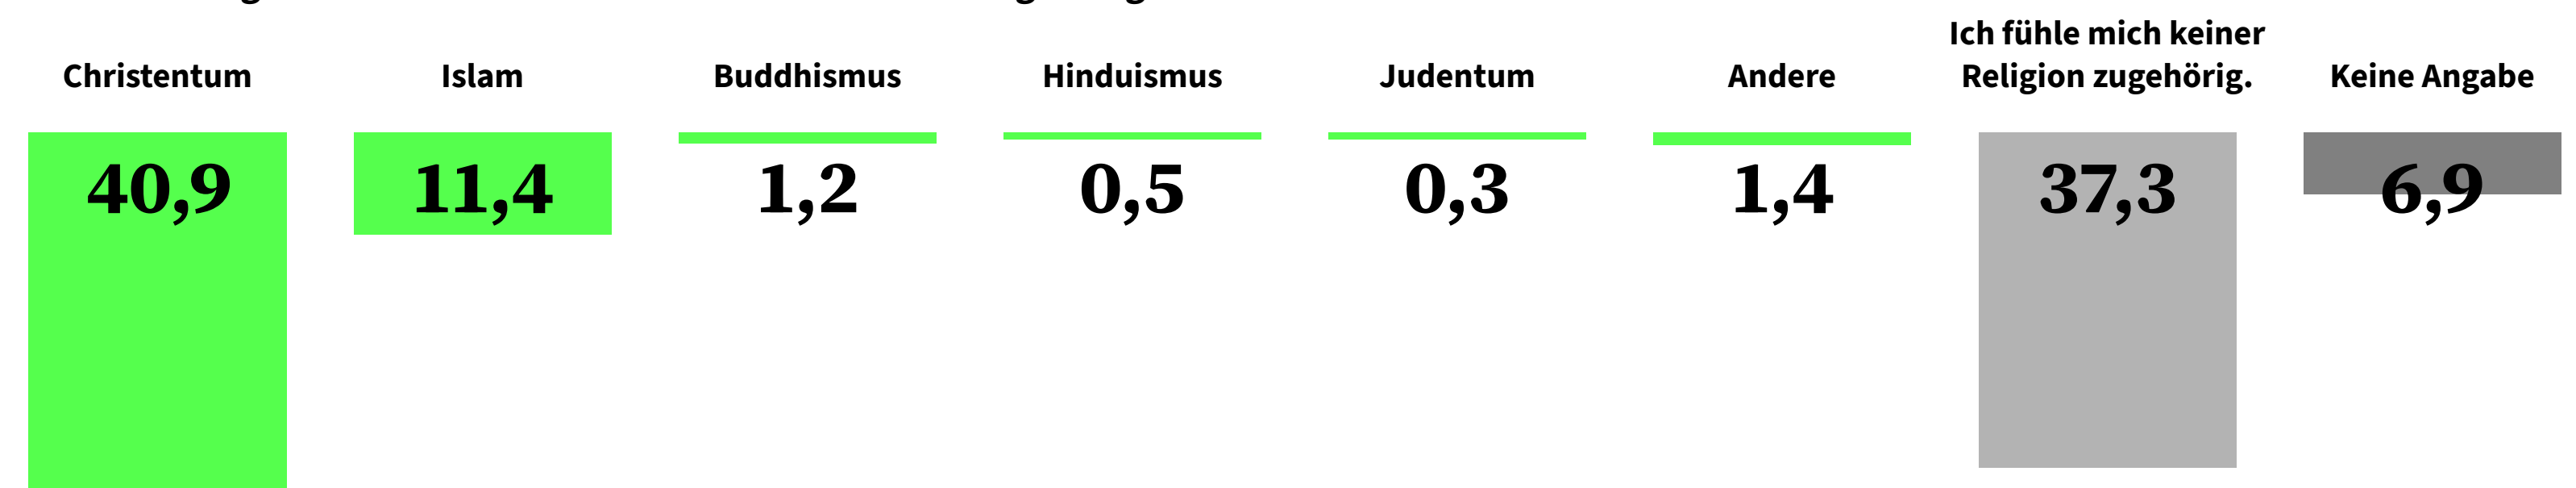 Christentum
Islam
Buddhismus
Hinduismus
Judentum
Andere
Ich fühle mich keiner
Religion zugehörig.
Keine Angabe
40,9
11,4
1,2
0,5
0,3
1,4
37,3
6,9